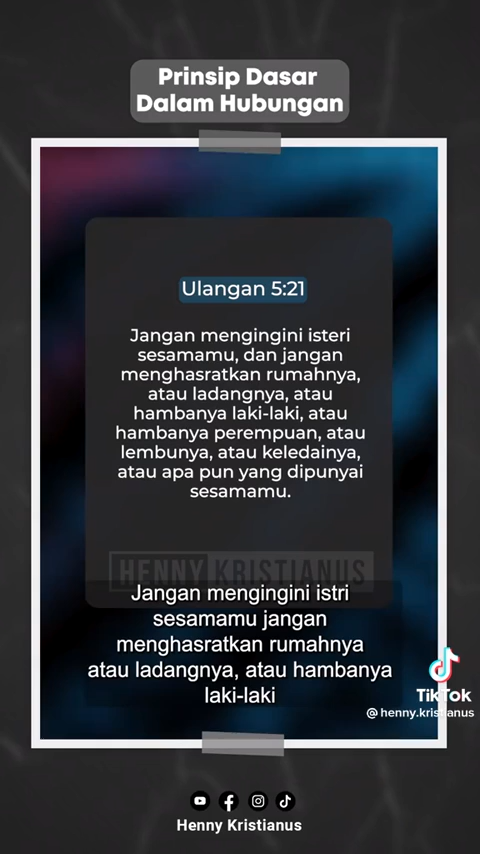 Prinsip Dasar
Dalam Hubungan
Ulangan 5:21
Jangan mengingini isteri
sesamamu, dan jangan
menghasratkan rumahnya,
atau ladangnya, atau
hambanya laki-laki, atau
hambanya perempuan, atau
lembunya, atau keledainya,
atau apa pun yang dipunyai
sesamamu.
HENNY KRISTIANUS
Jangan mengingini istri
sesamamu jangan
menghasratkan rumahnya
atau ladangnya, atau hambanya
laki-laki
TikTok
@henny.kristianus
Henny Kristianus